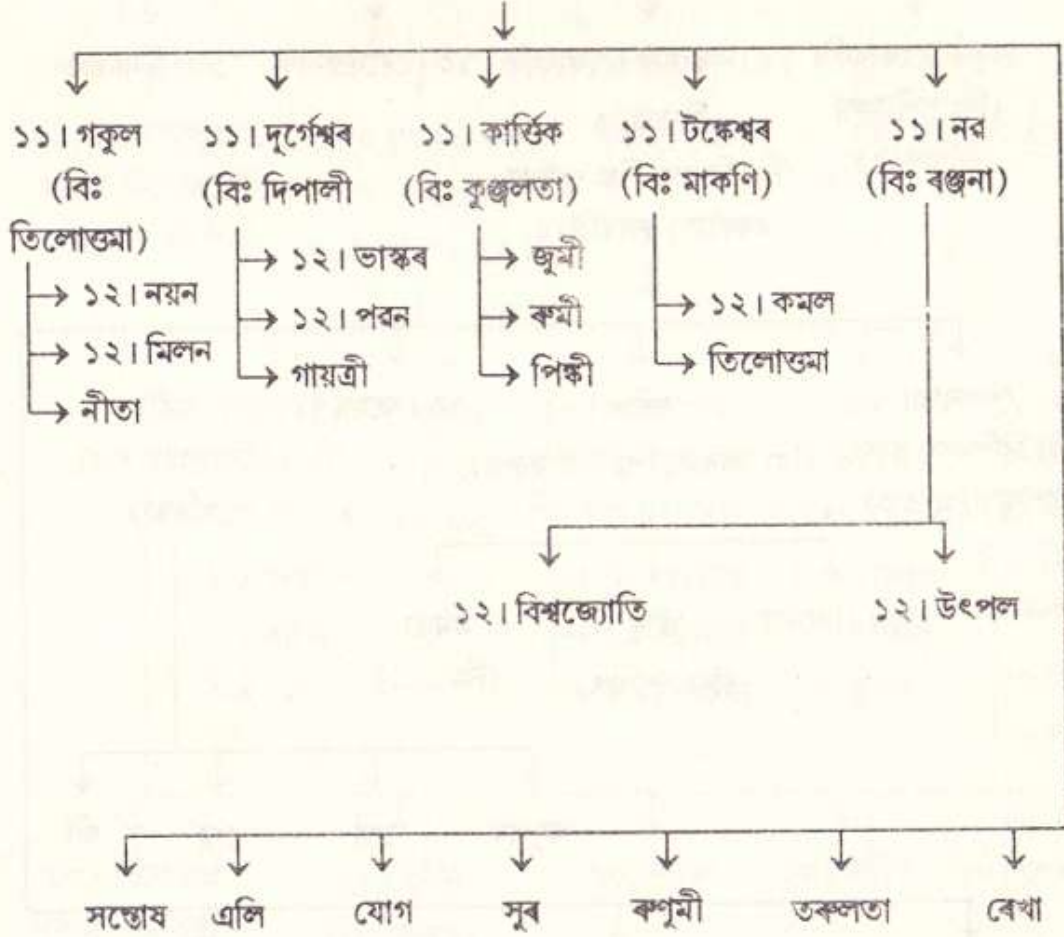 ১১। গকুল ১১। দূৰ্গেশ্বৰ ১১। কাৰ্ত্তিক ১১। টঙ্কেশ্বৰ ১১। নৱ
(বিঃ (বিঃ দিপালী (বিঃ কুঞ্জলতা) (বিঃ মাকণি) (বিঃ ৰঞ্জনা)
তিলোত্তমা)
১২। ভাস্কৰ জুমী
১২। নয়ন ১২। পৱন ৰুমী ১২। কমল
১২। মিলন গায়ত্ৰী পিঙ্কী তিলোত্তমা
নীতা
১২। বিশ্বজ্যোতি ১২। উৎপল
সন্তোষ এলি যোগ সুৰ ৰুণুমী তৰুলতা ৰেখা